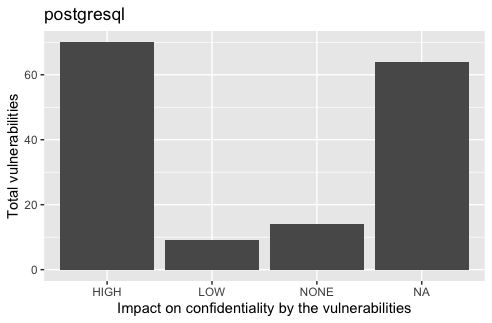 postgresql
Total vulnerabilities
60
40
20
0
HIGH LOW NONE NA
Impact on confidentiality by the vulnerabilities